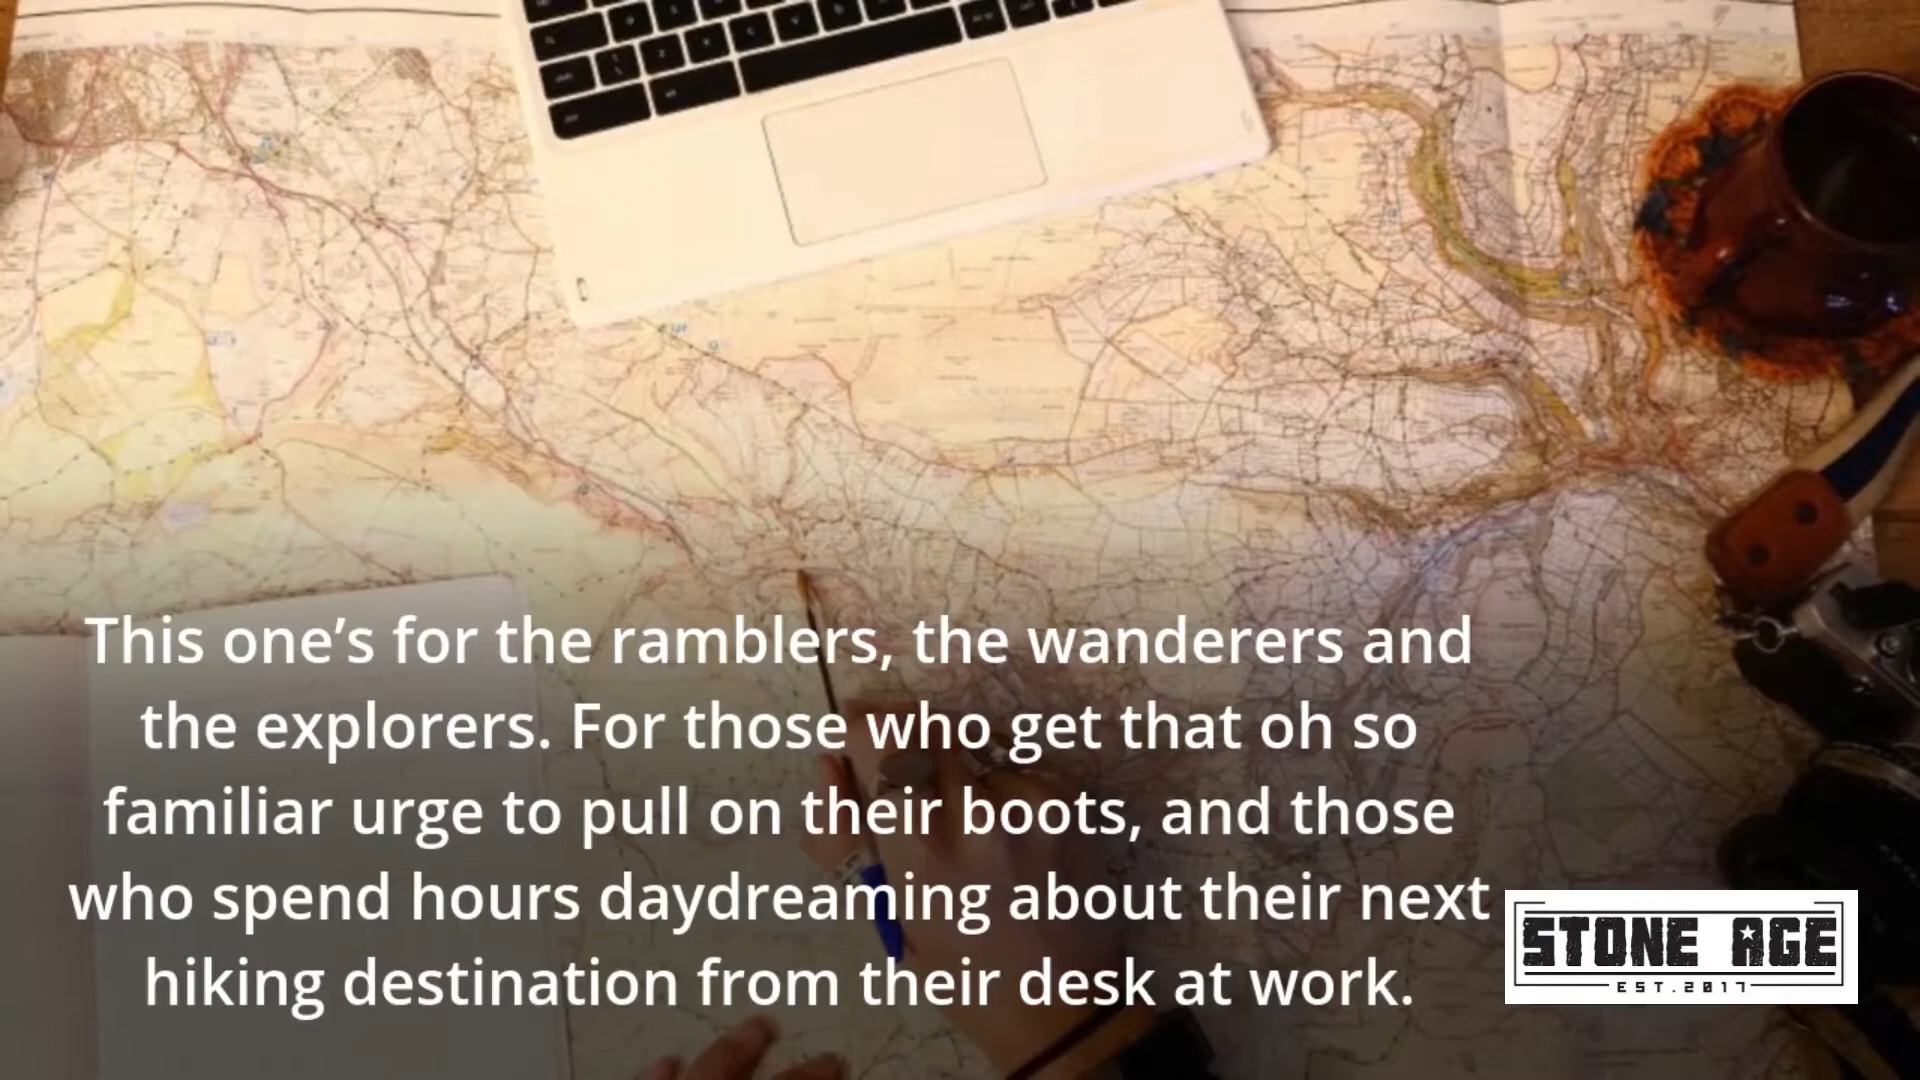 This one’s for the ramblers, the wanderers and
the explorers. For those who get that oh so
familiar urge to pull on their boots, and those
who spend hours daydreaming about their next
hiking destination from their desk at work.
STONE AGE
EST.2017